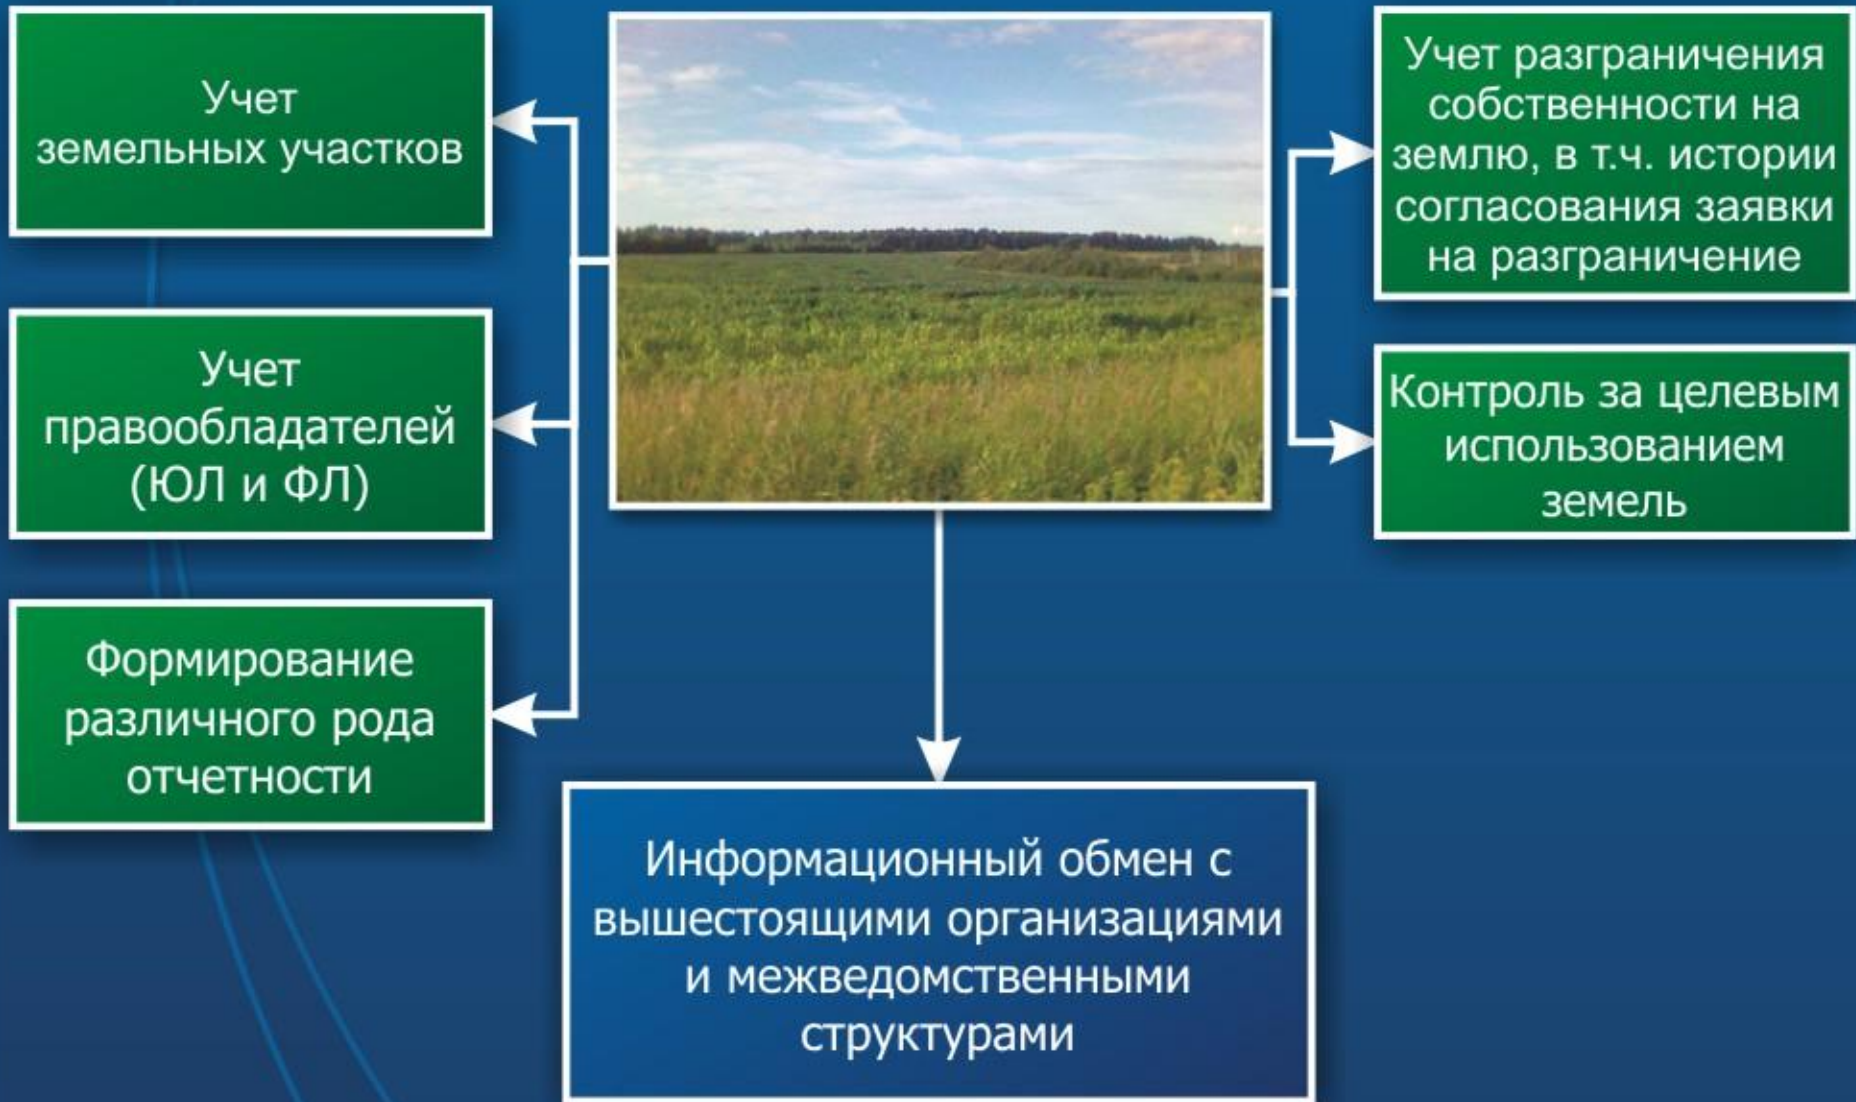 Учет
земельных участков
Учет
правообладателей
(ЮЛ и ФЛ)
Формирование
различного рода
отчетности
Учет разграничения
собственности на
землю, в т.ч. истории
согласования заявки
на разграничение
Контроль за целевым
использованием
земель
Информационный обмен с
вышестоящими организациями
и межведомственными
структурами